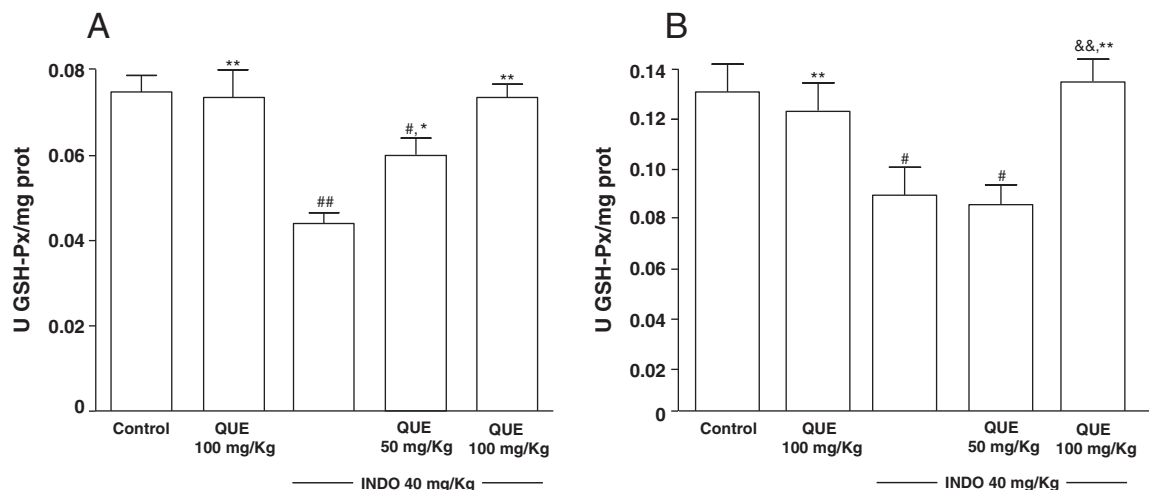 A
U GSH-Px/mg prot
0.08
0.06
0.04
0.02
0
**
##
#, *
**
Control
QUE
100 mg/Kg
QUE
50 mg/Kg
QUE
100 mg/Kg
INDO 40 mg/Kg
B
U GSH-Px/mg prot
0.14
0.12
0.10
0.08
0.06
0.04
0.02
0
**
#
#
&&,**
Control
QUE
100 mg/Kg
QUE
50 mg/Kg
QUE
100 mg/Kg
INDO 40 mg/Kg